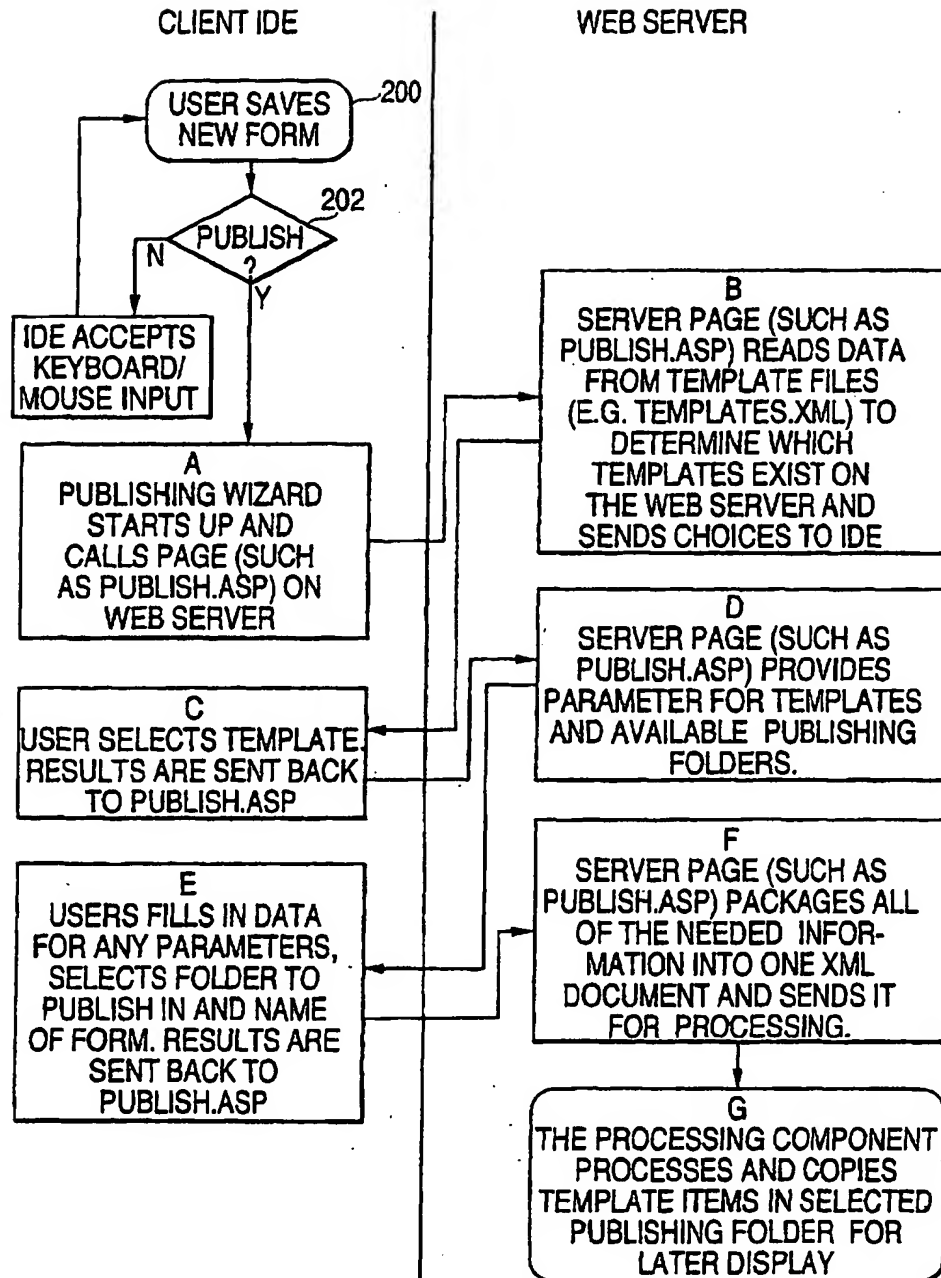 CLIENT IDE
WEB SERVER
USER SAVES
NEW FORM
200
202
PUBLISH
?
N
Y
IDE ACCEPTS
KEYBOARD/
MOUSE INPUT
A
PUBLISHING WIZARD
STARTS UP AND
CALLS PAGE (SUCH
AS PUBLISH.ASP) ON
WEB SERVER
B
SERVER PAGE (SUCH AS
PUBLISH.ASP) READS DATA
FROM TEMPLATE FILES
(E.G. TEMPLATES.XML) TO
DETERMINE WHICH
TEMPLATES EXIST ON
THE WEB SERVER AND
SENDS CHOICES TO IDE
C
USER SELECTS TEMPLATE.
RESULTS ARE SENT BACK
TO PUBLISH.ASP
D
SERVER PAGE (SUCH AS
PUBLISH.ASP) PROVIDES
PARAMETER FOR TEMPLATES
AND AVAILABLE PUBLISHING
FOLDERS.
E
USERS FILLS IN DATA
FOR ANY PARAMETERS,
SELECTS FOLDER TO
PUBLISH IN AND NAME
OF FORM. RESULTS ARE
SENT BACK TO
PUBLISH.ASP
F
SERVER PAGE (SUCH AS
PUBLISH.ASP) PACKAGES ALL
OF THE NEEDED INFOR-
MATION INTO ONE XML
DOCUMENT AND SENDS IT
FOR PROCESSING.
G
THE PROCESSING COMPONENT
PROCESSES AND COPIES
TEMPLATE ITEMS IN SELECTED
PUBLISHING FOLDER FOR
LATER DISPLAY